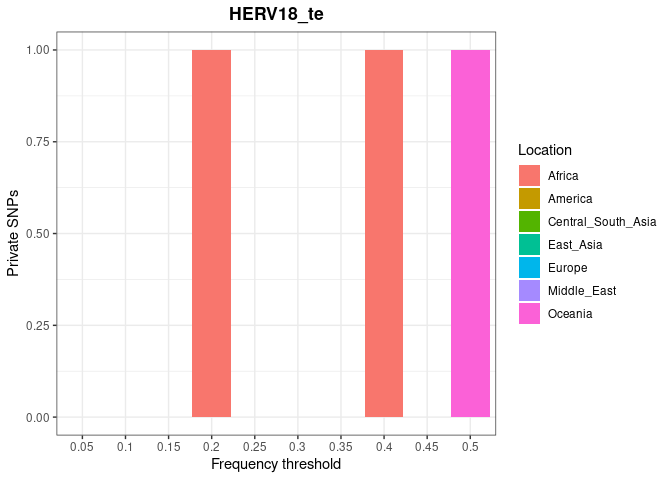 HERV18_te
1.00
0.75
0.50
0.25
0.00
Private SNPs
0.05 0.1 0.15 0.2 0.25 0.3 0.35 0.4 0.45 0.5
Frequency threshold
Location
Africa
America
Central_South_Asia
East_Asia
Europe
Middle_East
Oceania